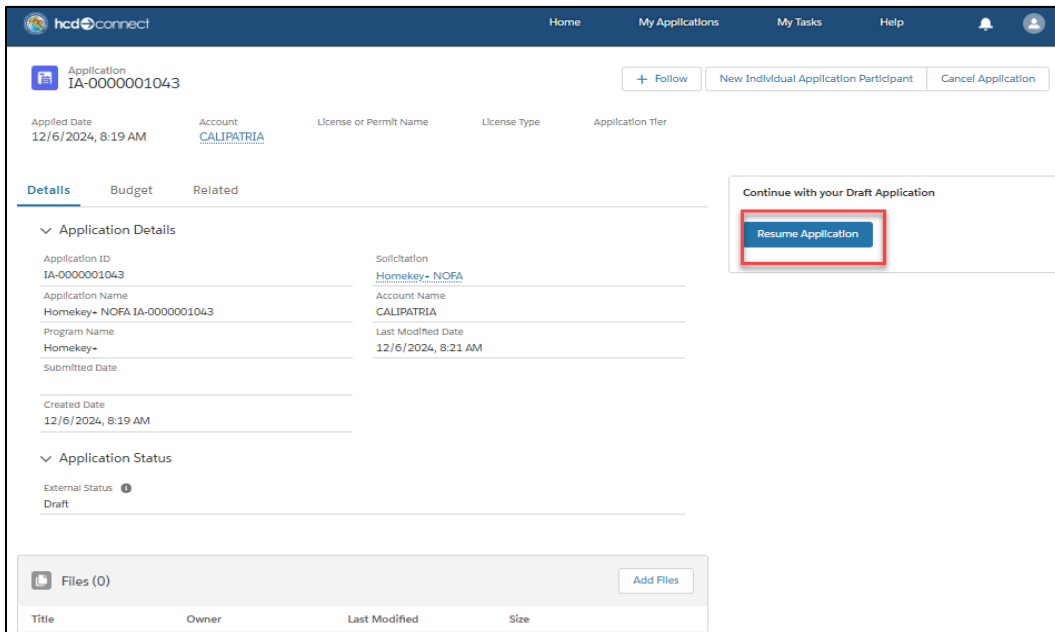 hcd connect Home My Applications My Tasks Help
Application
IA-0000001043
+ Follow New Individual Application Participant Cancel Application
Applied Date Account License or Permit Name License Type Application Tier
12/6/2024, 8:19 AM CALIPATRIA
Details Budget Related
Continue with your Draft Application
Resume Application
Application Details
Application ID Solicitation
IA-0000001043 Homekey+ NOFA
Application Name Account Name
Homekey+ NOFA IA-0000001043 CALIPATRIA
Program Name Last Modified Date
Homekey+ 12/6/2024, 8:21 AM
Submitted Date
Created Date
12/6/2024, 8:19 AM
Application Status
External Status
Draft
Files (0) Add Files
Title Owner Last Modified Size